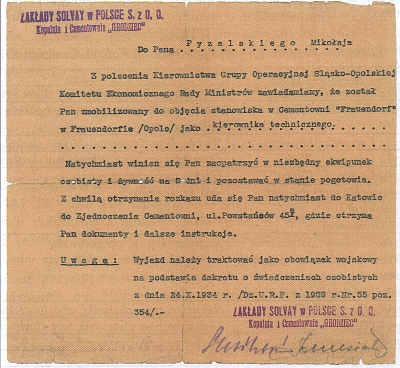 ZAKŁADY SOLVAY w POLSCE S. z O. O.
Kopalnia i Cementownia „GRODZIEC"
Do Pana Pyzalskiego Mikołaja
Z polecenia Kierownictwa Grupy Operacyjnej Śląsko-Opolskiej
Komitetu Ekonomicznego Rady Ministrów zawiadamiamy, że został
Pan zmobilizowany do objęcia stanowiska w Cementowni "Frauendorf"
w Frauendorfie /Opole/ jako kierownika technicznego.
Natychmiast winien się Pan zaopatrzyć w niezbędny ekwipunek
osobisty i żywność na 8 dni i pozostawać w stanie pogotowia.
Z chwilą otrzymania rozkazu uda się Pan natychmiast do Katowic
do Zjednoczenia Cementowni, ul.Powstańców 45, gdzie otrzyma
Pan dokumenty i dalsze instrukcje.
Uwaga: Wyjazd należy traktować jako obowiązek wojskowy
na podstawie dekretu o świadczeniach osobistych
z dnia 24.X.1934 r. /Dz.U.R.P. z 1939 r.Nr.55 poz.
354/.-
ZAKŁADY SOLVAY w POLSCE S. z O. O.
Kopalnia i Cementownia „GRODZIEC"